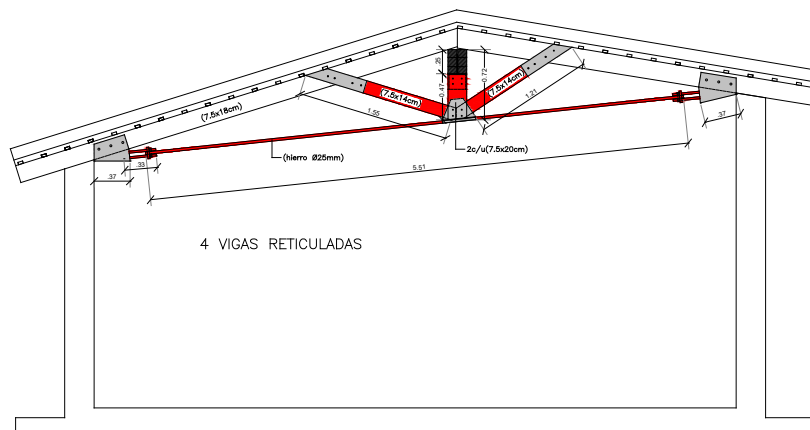 .25
0.72
0.47
(7.5x14cm)
(7.5x14cm)
1.55
1.21
(7.5x18cm)
.37
.33
.37
(hierro Ø25mm)
2c/u(7.5x20cm)
5.51
4 VIGAS RETICULADAS